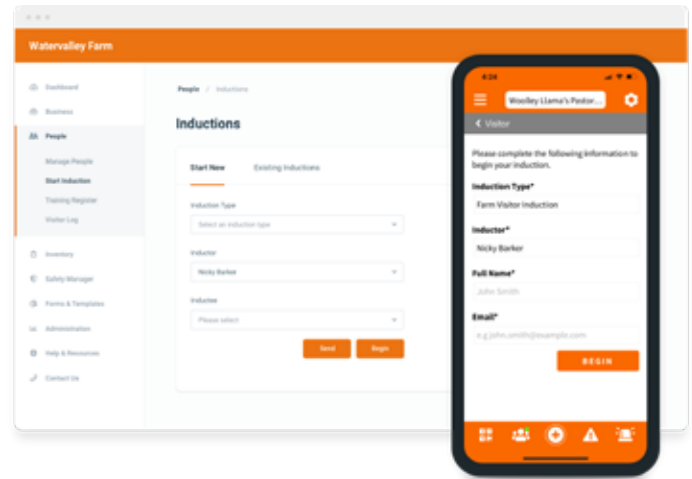 Watervalley Farm
Dashboard
Business
People
Manage People
Start Induction
Training Register
Visitor Log
Inventory
Safety Manager
Forms & Templates
Administration
Help & Resources
Contact Us
People / Inductions
Inductions
Start New Existing Inductions
Induction Type
Select an induction type
Inductor
Nicky Barker
Inductee
Please select
Send Begin
4:04
Woolley Llama's Pastor...
Visitor
Please complete the following information to
begin your induction.
Induction Type*
Farm Visitor Induction
Inductor*
Nicky Barker
Full Name*
John Smith
Email*
e.g john.smith@example.com
BEGIN